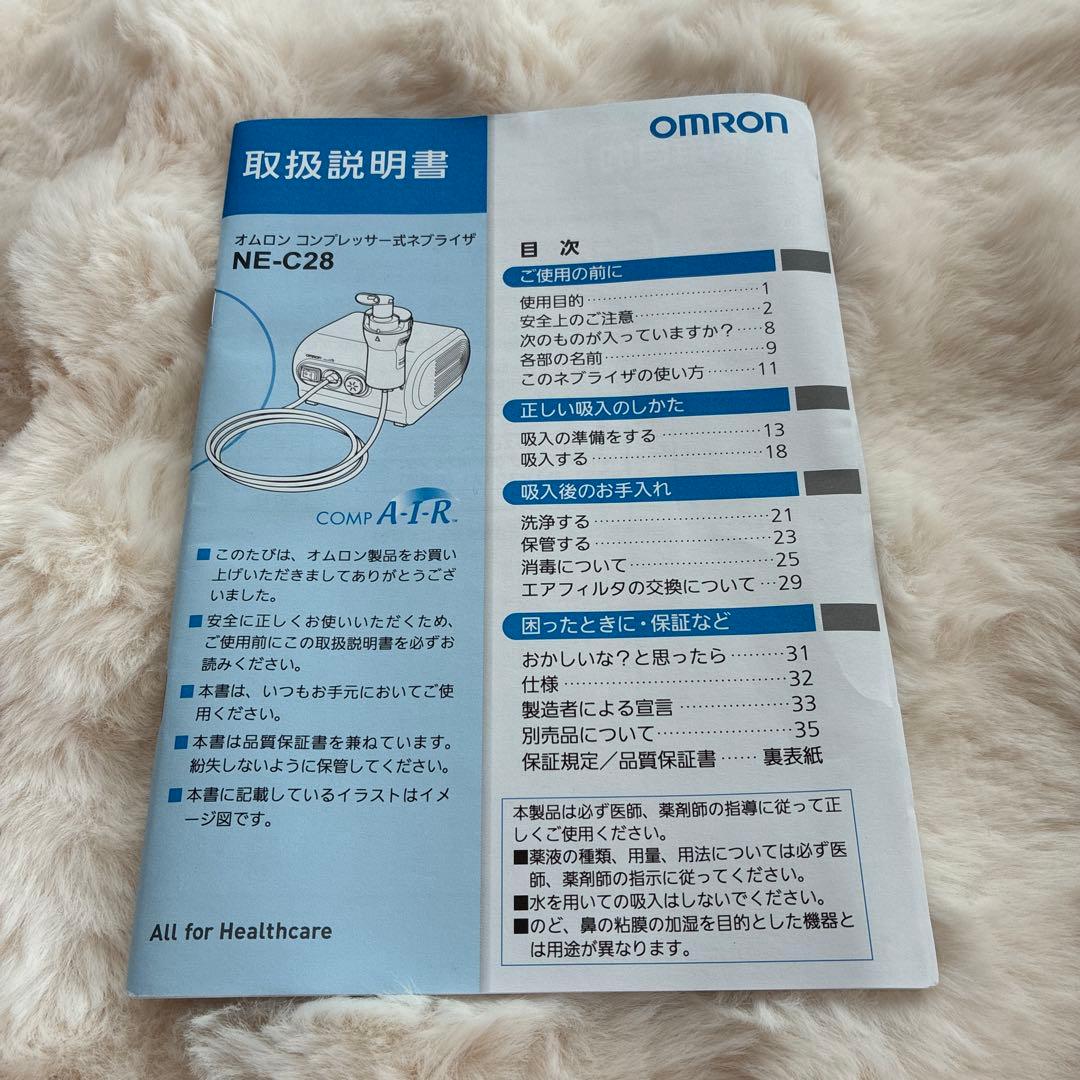 取扱説明書
オムロン コンプレッサー式ネブライザ
NE-C28
OMRON
COMP A-I-R™
■このたびは、オムロン製品をお買い
上げいただきましてありがとうござ
いました。
■安全に正しくお使いいただくため、
ご使用前にこの取扱説明書を必ずお
読みください。
■本書は、いつもお手元においてご使
用ください。
■本書は品質保証書を兼ねています。
紛失しないように保管してください。
■本書に記載しているイラストはイメ
ージ図です。
All for Healthcare
OMRON
目次
ご使用の前に
使用目的……………………………1
安全上のご注意……………………2
次のものが入っていますか？……8
各部の名前…………………………9
このネブライザの使い方………11
正しい吸入のしかた
吸入の準備をする………………13
吸入する…………………………18
吸入後のお手入れ
洗浄する…………………………21
保管する…………………………23
消毒について……………………25
エアフィルタの交換について…29
困ったときに・保証など
おかしいな？と思ったら………31
仕様………………………………32
製造者による宣言………………33
別売品について…………………35
保証規定／品質保証書……裏表紙
本製品は必ず医師、薬剤師の指導に従って正
しくご使用ください。
■薬液の種類、用量、用法については必ず医
師、薬剤師の指示に従ってください。
■水を用いての吸入はしないでください。
■のど、鼻の粘膜の加湿を目的とした機器と
は用途が異なります。